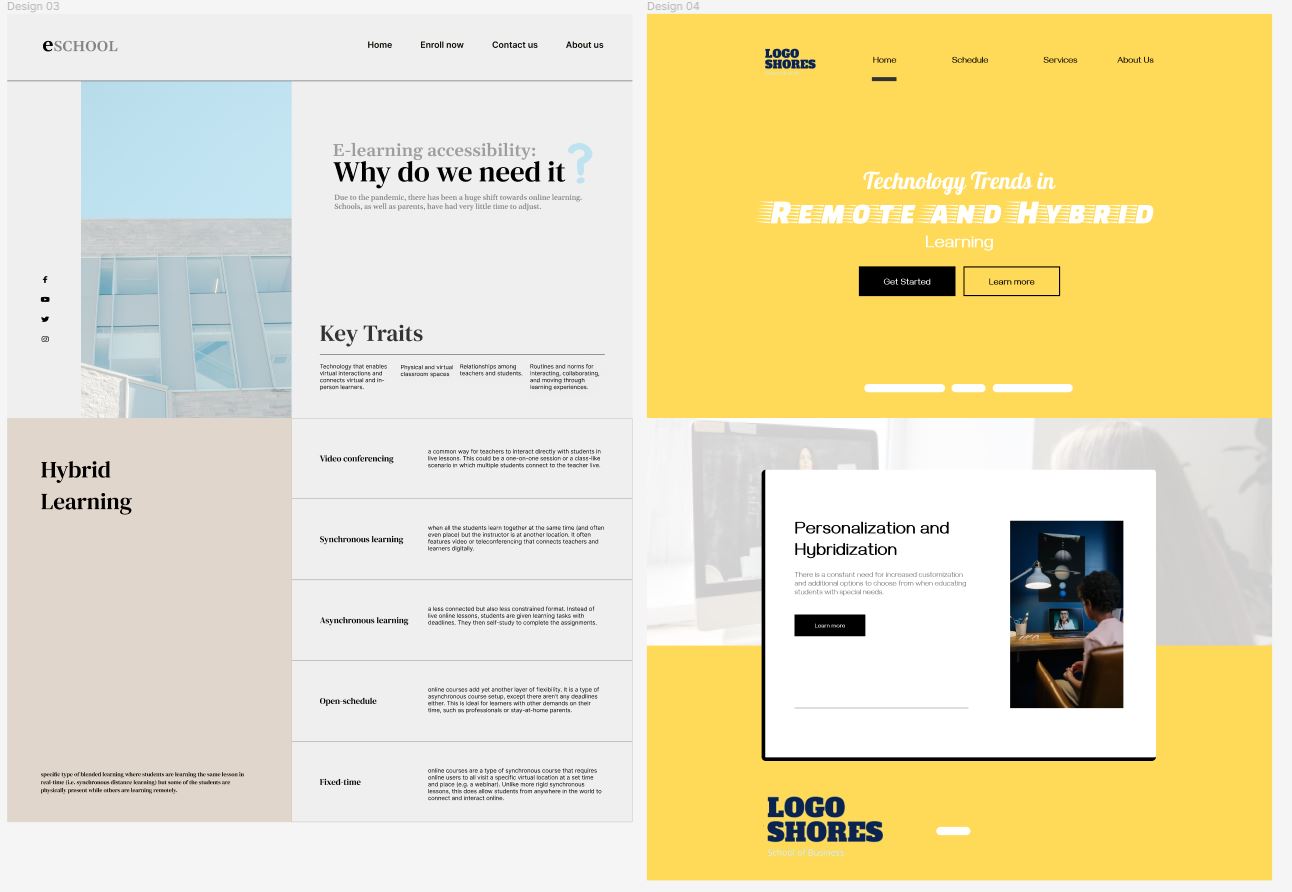 Design 03
eSCHOOL
Home
Enroll now
Contact us
About us
E-learning accessibility:
Why do we need it ?
Due to the pandemic, there has been a huge shift towards online learning.
Schools, as well as parents, have had very little time to adjust.
Key Traits
Technology that enables
virtual interactions and
connects virtual and in-
person learners.
Physical and virtual
classroom spaces
Relationships among
teachers and students.
Routines and norms for
interacting, collaborating,
and moving through
learning experiences.
Hybrid
Learning
specific type of blended learning where students are learning the same lesson in
real-time (i.e. synchronous distance learning) but some of the students are
physically present while others are learning remotely.
Video conferencing
a common way for teachers to interact directly with students in
live lessons. This could be a one-on-one session or a class-like
scenario in which multiple students connect to the teacher live.
Synchronous learning
when all the students learn together at the same time (and often
even place) but the instructor is at another location. It often
features video or teleconferencing that connects teachers and
learners digitally.
Asynchronous learning
a less connected but also less constrained format. Instead of
live online lessons, students are given learning tasks with
deadlines. They then self-study to complete the assignments.
Open-schedule
online courses add yet another layer of flexibility. It is a type of
asynchronous course setup, except there aren't any deadlines
either. This is ideal for learners with other demands on their
time, such as professionals or stay-at-home parents.
Fixed-time
online courses are a type of synchronous course that requires
online users to all visit a specific virtual location at a set time
and place (e.g. a webinar). Unlike more rigid synchronous
lessons, this does allow students from anywhere in the world to
connect and interact online.
Design 04
LOGO
SHORES
Home
Schedule
Services
About Us
Technology Trends in
REMOTE AND HYBRID
Learning
Get Started
Learn more
Personalization and
Hybridization
There is a constant need for increased customization
and additional options to choose from when educating
students with special needs.
Learn more
LOGO
SHORES
School of Business